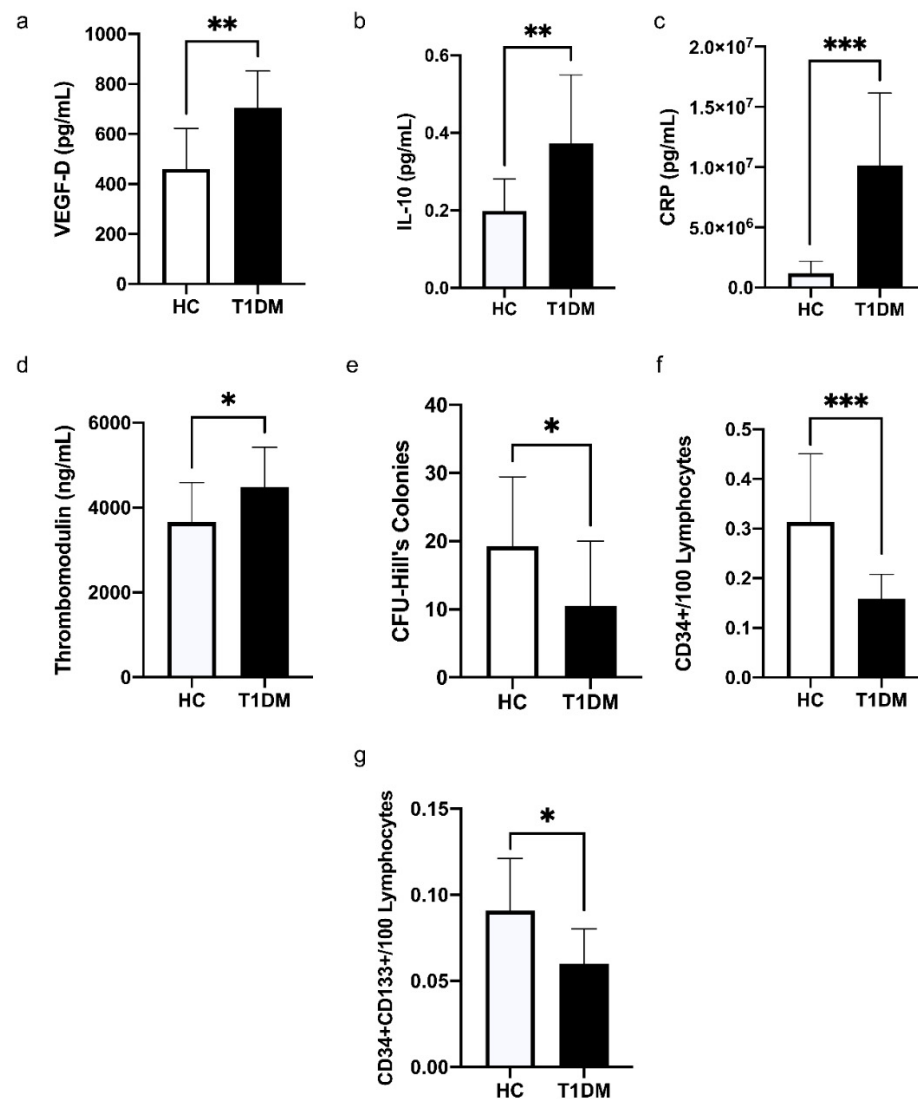 a
VEGF-D (pg/mL)
1000
800
600
400
200
0
**
HC
T1DM
b
IL-10 (pg/mL)
0.6
0.4
0.2
0.0
**
HC
T1DM
c
CRP (pg/mL)
2.0×10⁷
1.5×10⁷
1.0×10⁷
5.0×10⁶
0.0
***
HC
T1DM
d
Thrombomodulin (ng/mL)
6000
4000
2000
0
*
HC
T1DM
e
CFU-Hill's Colonies
40
30
20
10
0
*
HC
T1DM
f
CD34+/100 Lymphocytes
0.5
0.4
0.3
0.2
0.1
0.0
***
HC
T1DM
g
CD34+CD133+/100 Lymphocytes
0.15
0.10
0.05
0.00
*
HC
T1DM